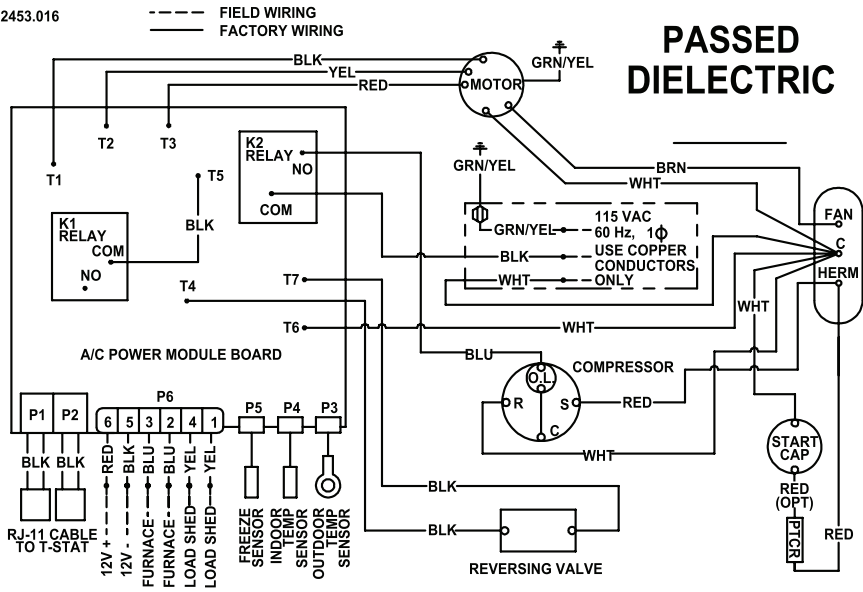 2453.016
FIELD WIRING
FACTORY WIRING
PASSED
DIELECTRIC
BLK
YEL
RED
MOTOR
GRN/YEL
T1
T2
T3
T5
K2
RELAY
NO
COM
K1
RELAY
COM
NO
BLK
T4
T7
T6
A/C POWER MODULE BOARD
GRN/YEL
BRN
WHT
GRN/YEL
115 VAC
60 Hz, 1ϕ
BLK
USE COPPER
CONDUCTORS
WHT
ONLY
FAN
C
HERM
WHT
WHT
BLU
COMPRESSOR
O.L.
R
S
C
RED
WHT
P1
P2
P6
6
5
3
2
4
1
P5
P4
P3
BLK
BLK
RED
BLK
BLU
BLU
YEL
YEL
RJ-11 CABLE
TO T-STAT
12V +
12V -
FURNACE
FURNACE
LOAD SHED
LOAD SHED
FREEZE
SENSOR
INDOOR
TEMP
SENSOR
OUTDOOR
TEMP
SENSOR
BLK
BLK
REVERSING VALVE
START
CAP
RED
(OPT)
PTCR
RED